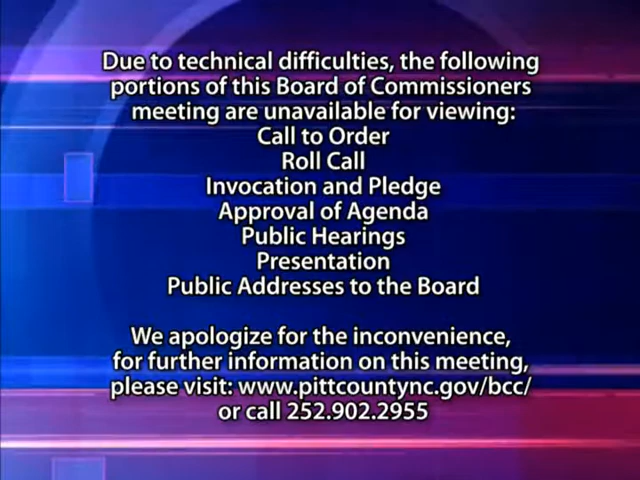 Due to technical difficulties, the following
portions of this Board of Commissioners
meeting are unavailable for viewing:
Call to Order
Roll Call
Invocation and Pledge
Approval of Agenda
Public Hearings
Presentation
Public Addresses to the Board
We apologize for the inconvenience,
for further information on this meeting,
please visit: www.pittcountync.gov/bcc/
or call 252.902.2955